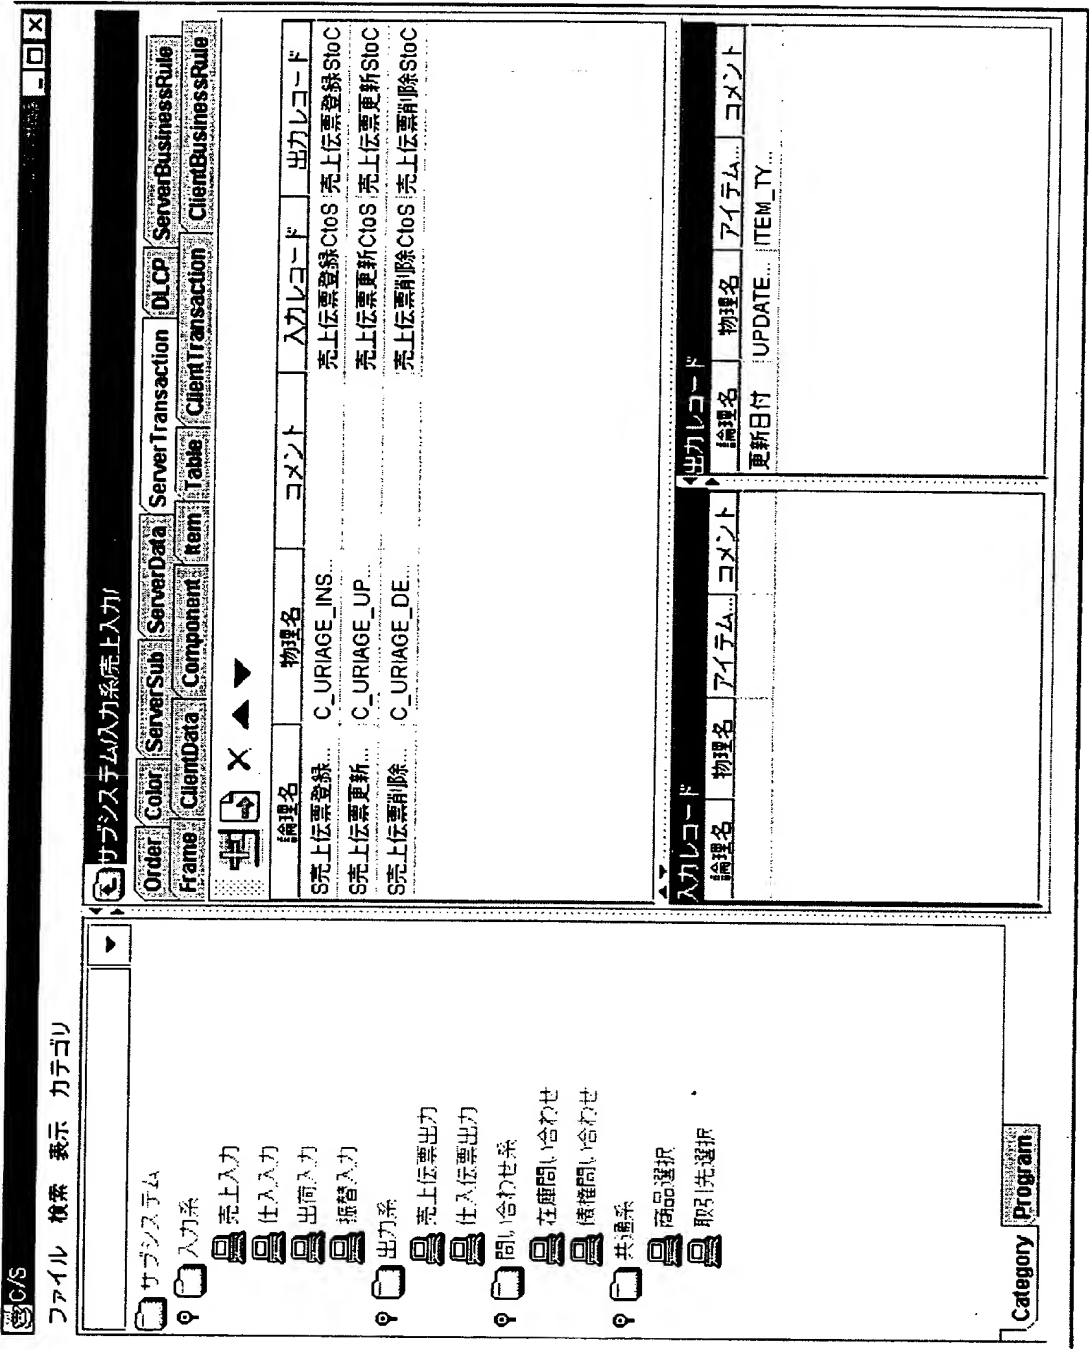 C/S
ファイル 検索 表示 カテゴリ
サブシステム
入力系
売上入力
仕入入力
出荷入力
振替入力
出力系
売上伝票出力
仕入伝票出力
問い合わせ系
在庫問い合わせ
債権問い合わせ
共通系
商品選択
取引先選択
Category Program
サブシステム/入力系/売上入力/
Order Color ServerSub ServerData ServerTransaction DLCP ServerBusinessRule
Frame ClientData Component Item Table ClientTransaction ClientBusinessRule
論理名 物理名 コメント 入力レコード 出力レコード
S売上伝票登録... C_URIAGE_INS... 売上伝票登録CtoS 売上伝票登録StoC
S売上伝票更新... C_URIAGE_UP... 売上伝票更新CtoS 売上伝票更新StoC
S売上伝票削除... C_URIAGE_DE... 売上伝票削除CtoS 売上伝票削除StoC
入力レコード
論理名 物理名 アイテム... コメント
出力レコード
論理名 物理名 アイテム... コメント
更新日付 UPDATE... ITEM_TY...